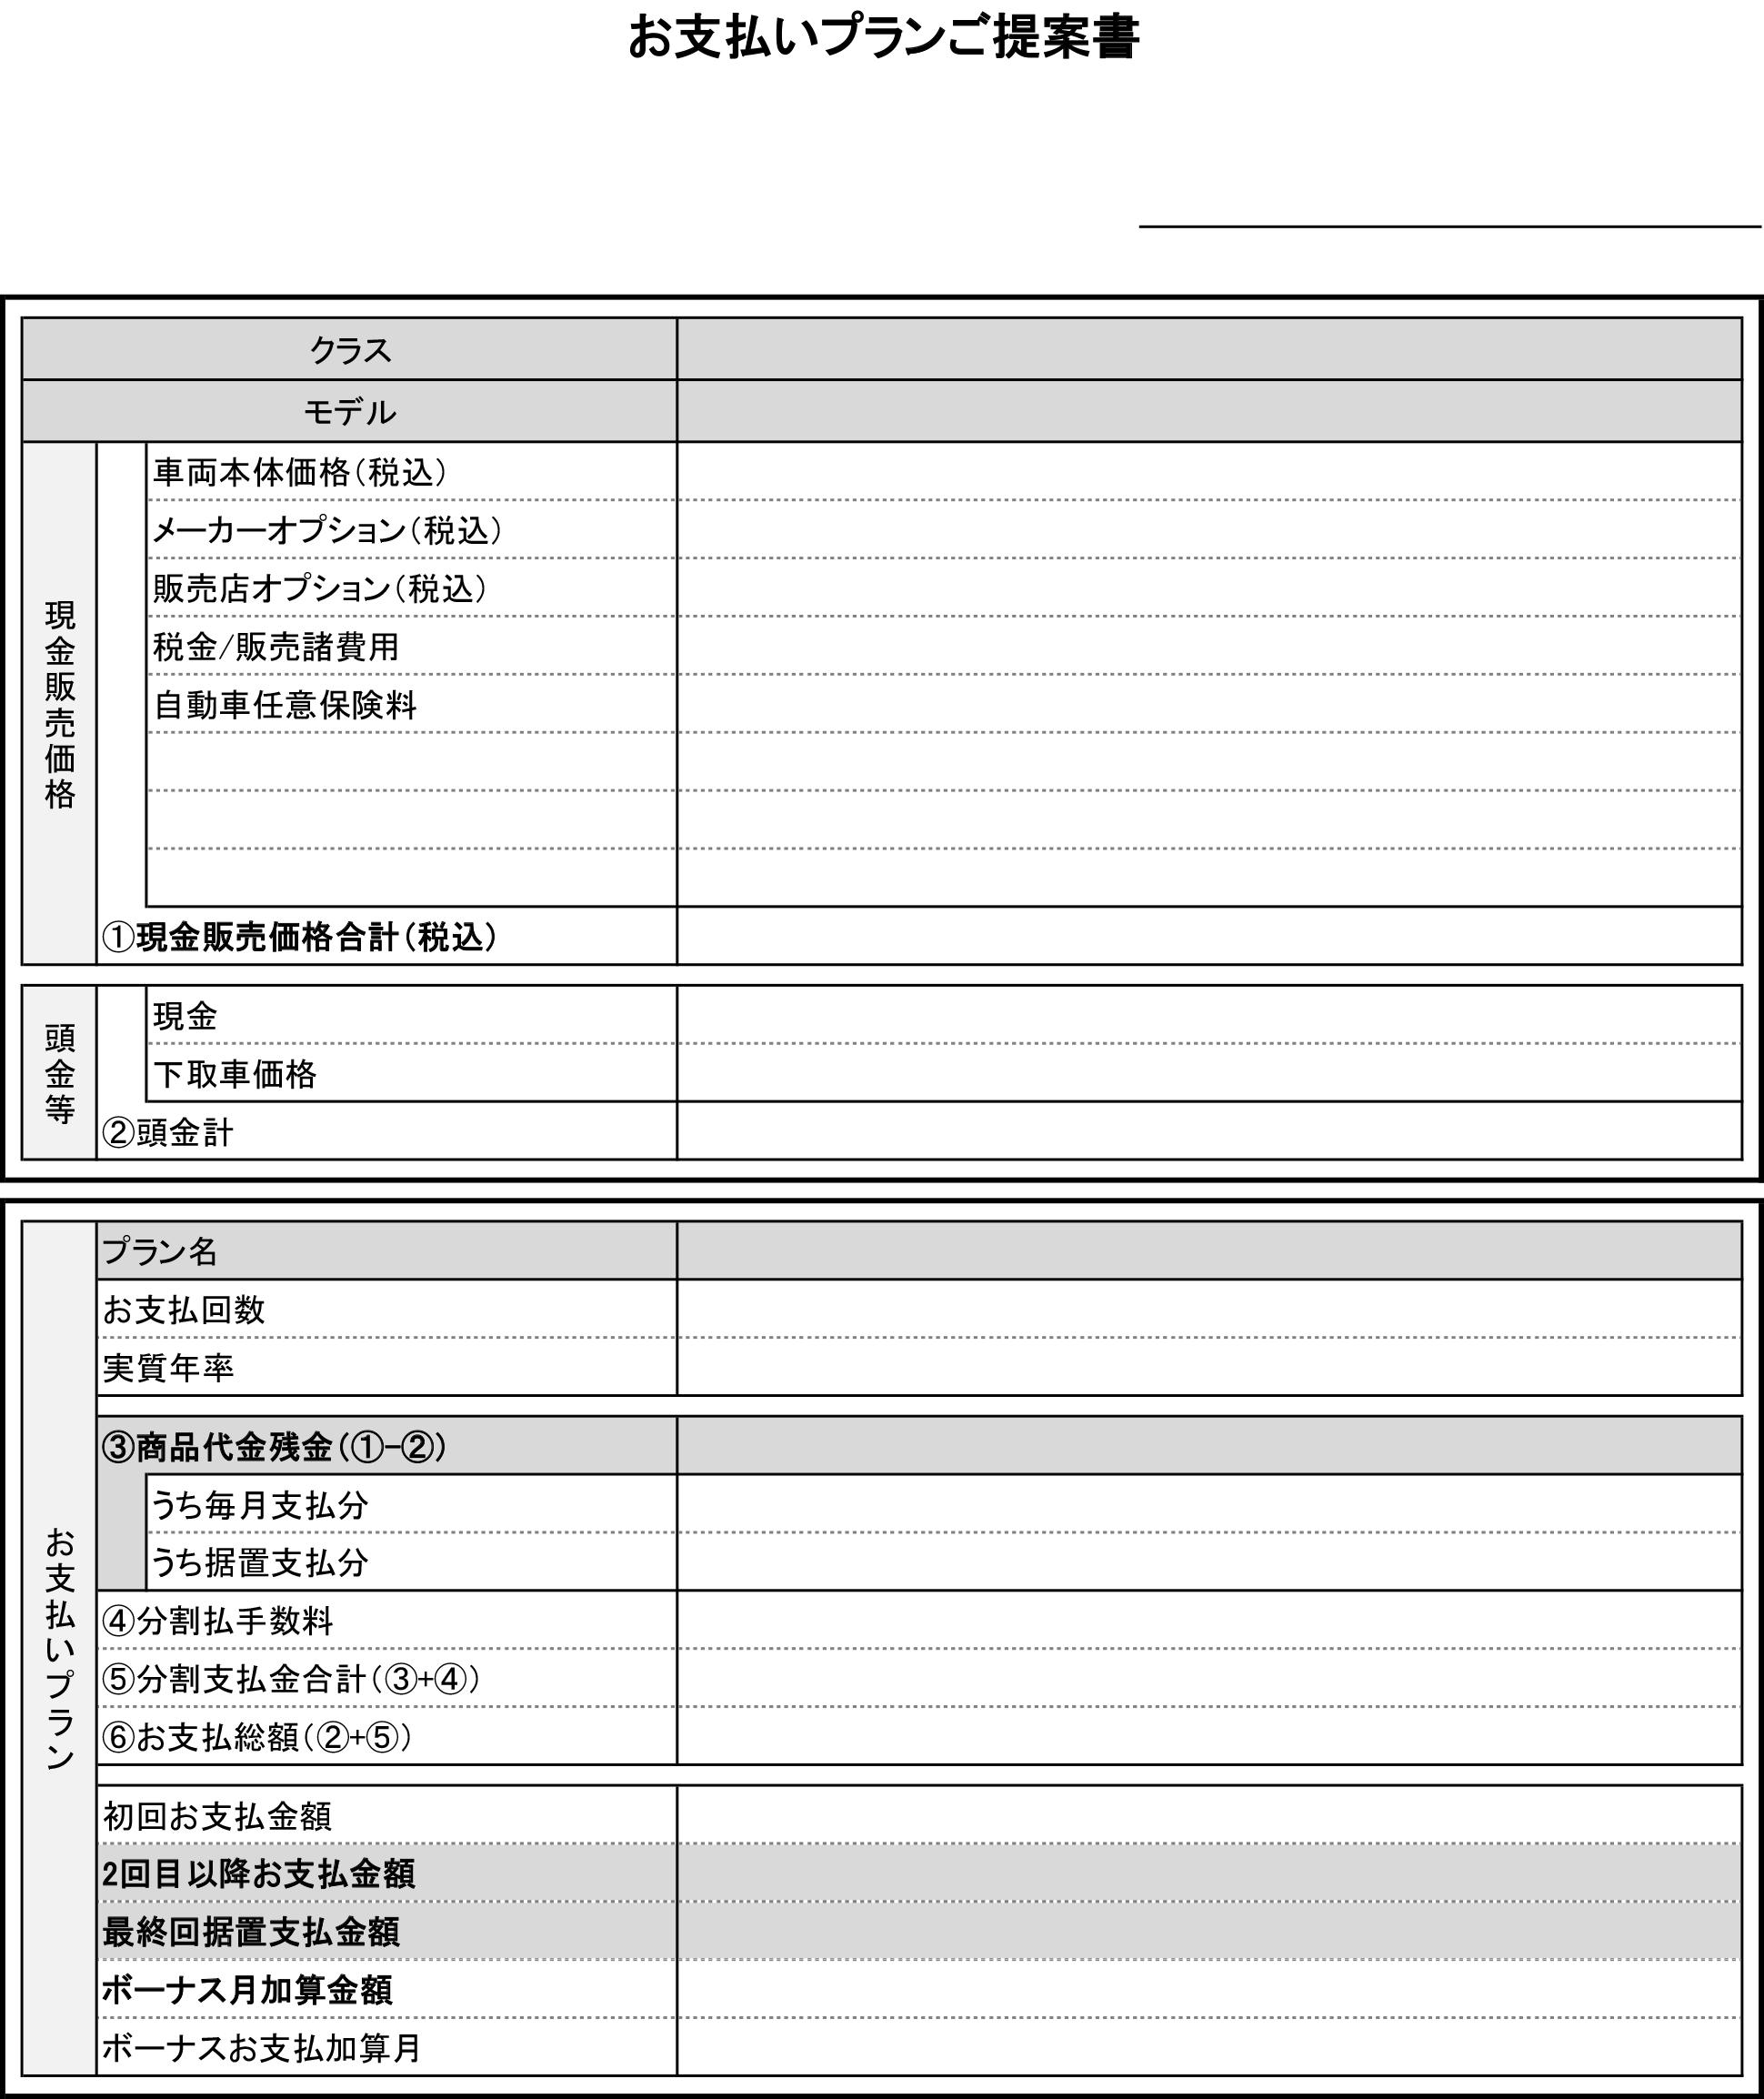 お支払いプランご提案書
クラス
モデル
現金販売価格
車両本体価格（税込）
メーカーオプション（税込）
販売店オプション（税込）
税金/販売諸費用
自動車任意保険料
①現金販売価格合計（税込）
頭金等
現金
下取車価格
②頭金計
お支払いプラン
プラン名
お支払回数
実質年率
③商品代金残金（①-②）
うち毎月支払分
うち据置支払分
④分割払手数料
⑤分割支払金合計（③+④）
⑥お支払総額（②+⑤）
初回お支払金額
2回目以降お支払金額
最終回据置支払金額
ボーナス月加算金額
ボーナスお支払加算月